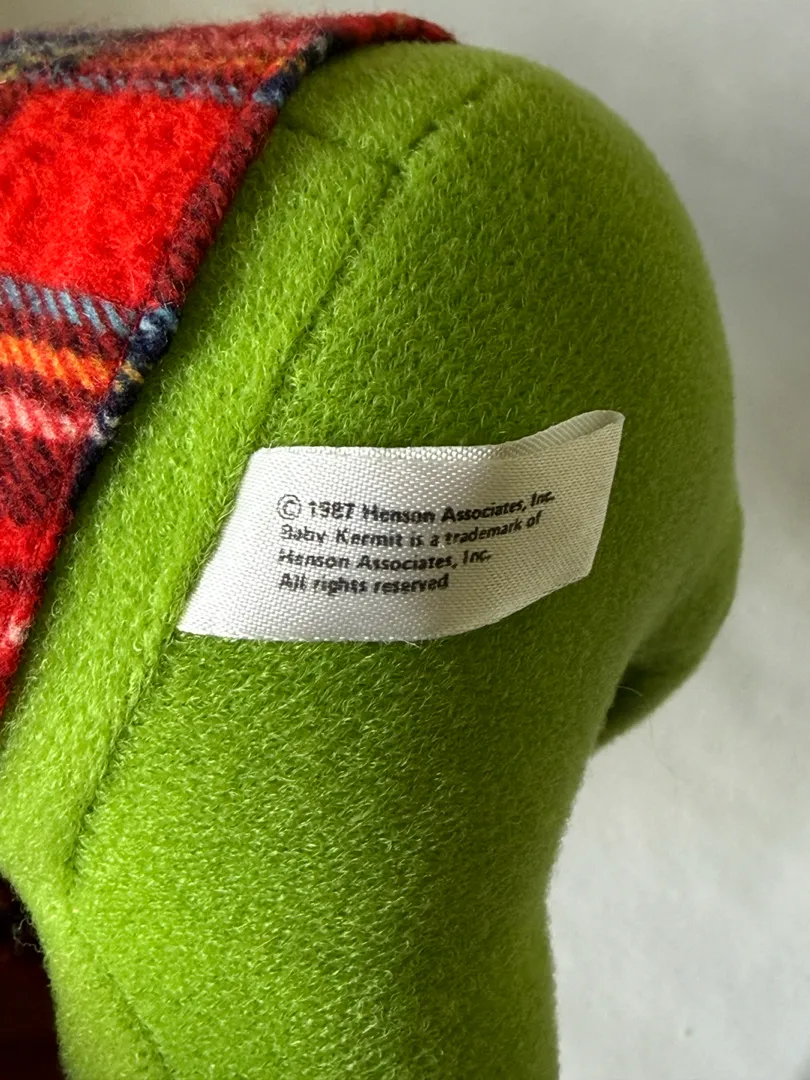 © 1987 Henson Associates, Inc.
Baby Kermit is a trademark of
Henson Associates, Inc.
All rights reserved